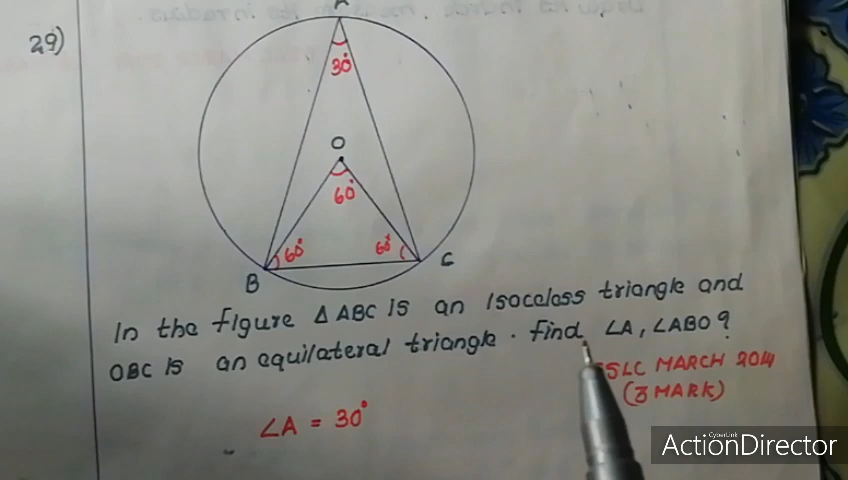 29)
A
30°
O
60°
60° 60°
B
C
In the figure Δ ABC is an Isoceless triangle and
OBC is an equilateral triangle. Find ∠A, ∠ABO?
SSLC MARCH 2014
(3 MARK)
∠A = 30°
CyberLink
ActionDirector